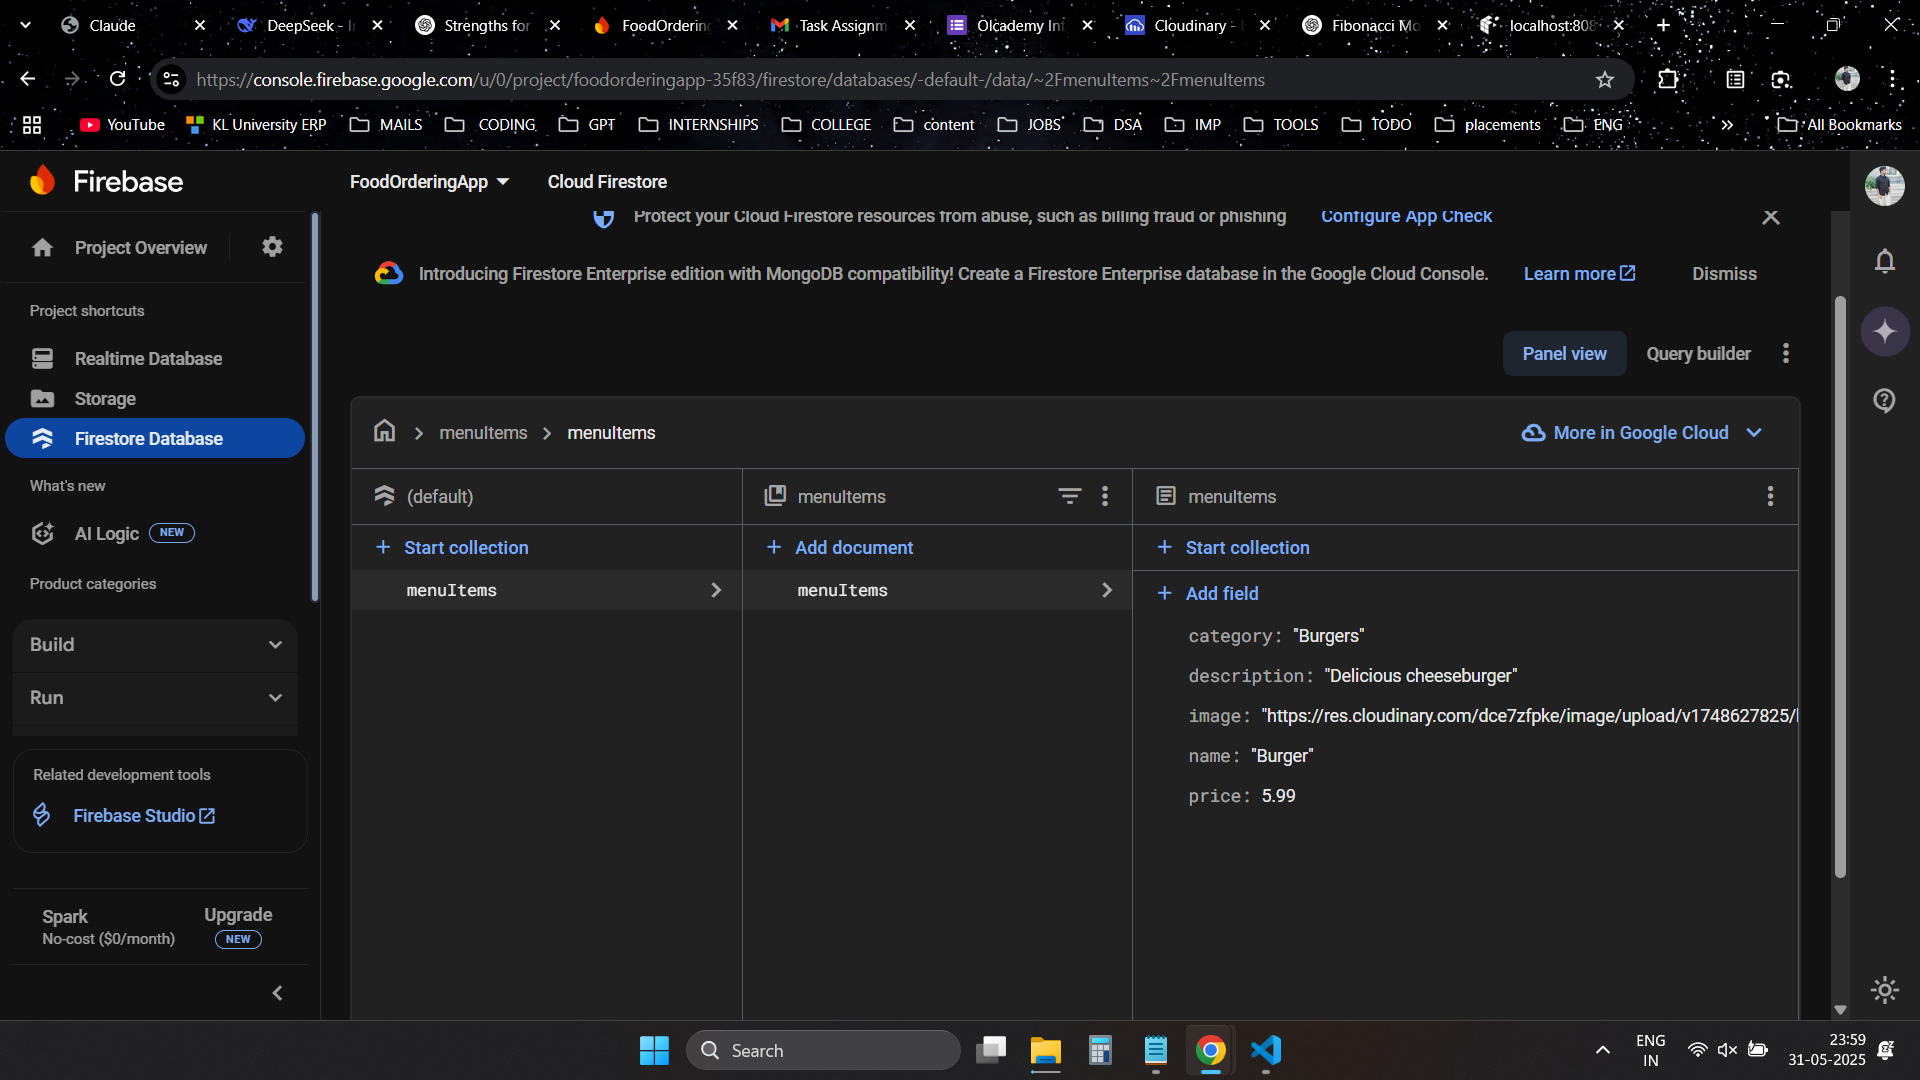 Claude
DeepSeek - I
Strengths for
FoodOrdering
Task Assignm
Olcademy Int
Cloudinary -
Fibonacci Mo
localhost:808
https://console.firebase.google.com/u/0/project/foodorderingapp-35f83/firestore/databases/-default-/data/~2FmenuItems~2FmenuItems
YouTube
KL University ERP
MAILS
CODING
GPT
INTERNSHIPS
COLLEGE
content
JOBS
DSA
IMP
TOOLS
TODO
placements
ENG
All Bookmarks
Firebase
FoodOrderingApp
Cloud Firestore
Protect your Cloud Firestore resources from abuse, such as billing fraud or phishing
Configure App Check
Project Overview
Introducing Firestore Enterprise edition with MongoDB compatibility! Create a Firestore Enterprise database in the Google Cloud Console.
Learn more
Dismiss
Project shortcuts
Realtime Database
Storage
Firestore Database
What's new
AI Logic
NEW
Product categories
Build
Run
Related development tools
Firebase Studio
Spark
No-cost ($0/month)
Upgrade
NEW
Panel view
Query builder
menuItems
menuItems
More in Google Cloud
(default)
Start collection
menuItems
menuItems
Add document
menuItems
menuItems
Start collection
Add field
category: "Burgers"
description: "Delicious cheeseburger"
image: "https://res.cloudinary.com/dce7zfpke/image/upload/v1748627825/
name: "Burger"
price: 5.99
Search
ENG
IN
23:59
31-05-2025